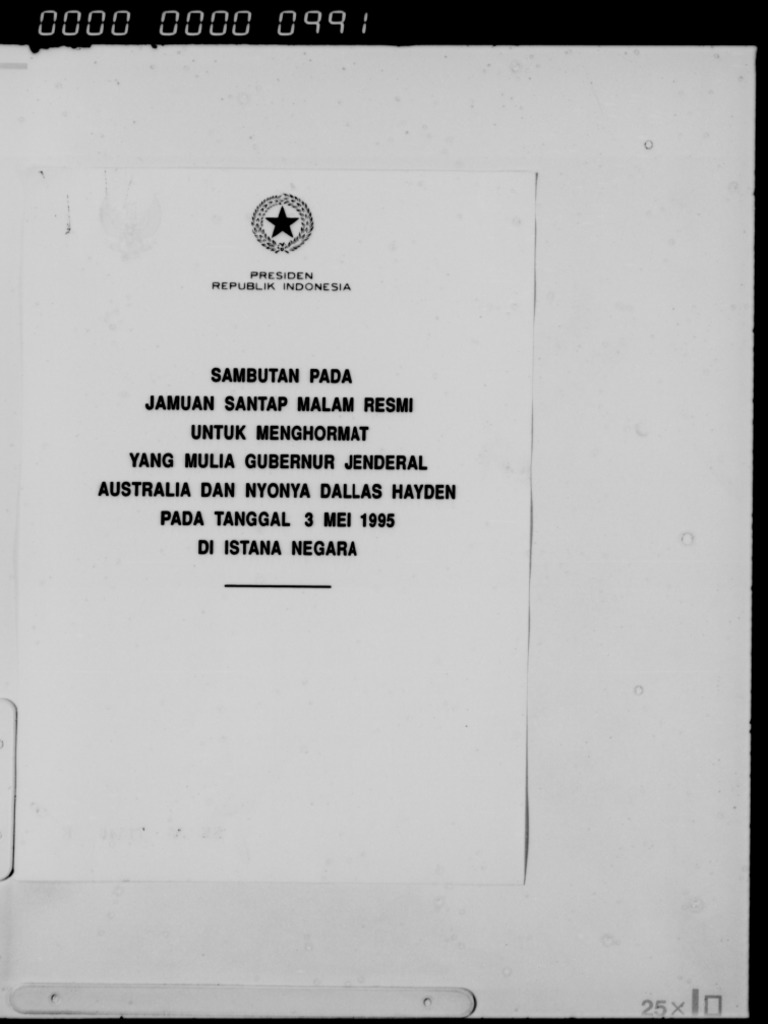 0000 0000 0991
PRESIDEN
REPUBLIK INDONESIA
SAMBUTAN PADA
JAMUAN SANTAP MALAM RESMI
UNTUK MENGHORMAT
YANG MULIA GUBERNUR JENDERAL
AUSTRALIA DAN NYONYA DALLAS HAYDEN
PADA TANGGAL 3 MEI 1995
DI ISTANA NEGARA
25×